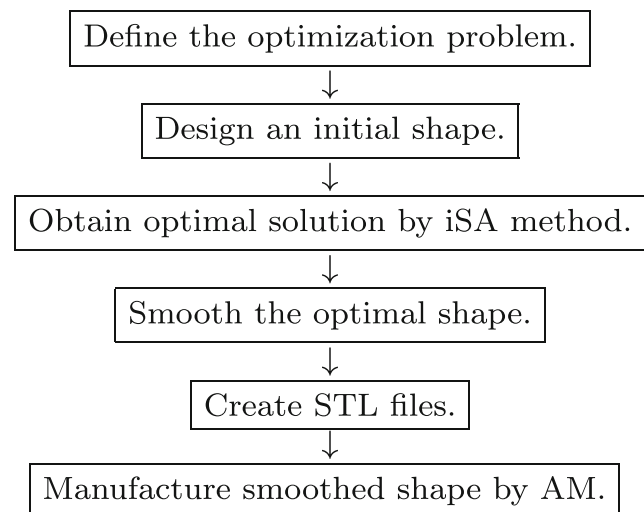 Define the optimization problem.
Design an initial shape.
Obtain optimal solution by iSA method.
Smooth the optimal shape.
Create STL files.
Manufacture smoothed shape by AM.